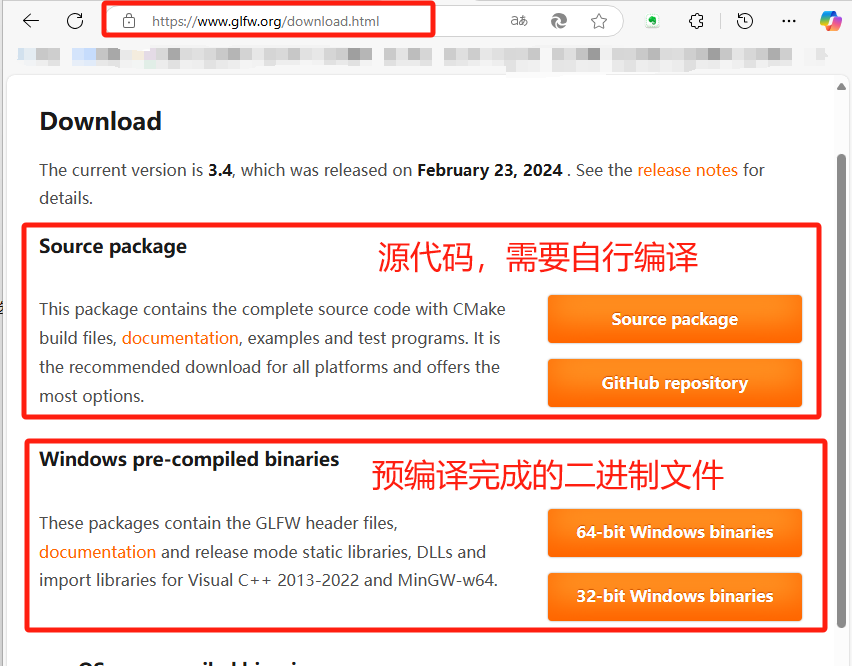 https://www.glfw.org/download.html
Download
The current version is 3.4, which was released on February 23, 2024 . See the release notes for
details.
Source package
源代码，需要自行编译
This package contains the complete source code with CMake
build files, documentation, examples and test programs. It is
the recommended download for all platforms and offers the
most options.
Source package
GitHub repository
Windows pre-compiled binaries
预编译完成的二进制文件
These packages contain the GLFW header files,
documentation and release mode static libraries, DLLs and
import libraries for Visual C++ 2013-2022 and MinGW-w64.
64-bit Windows binaries
32-bit Windows binaries